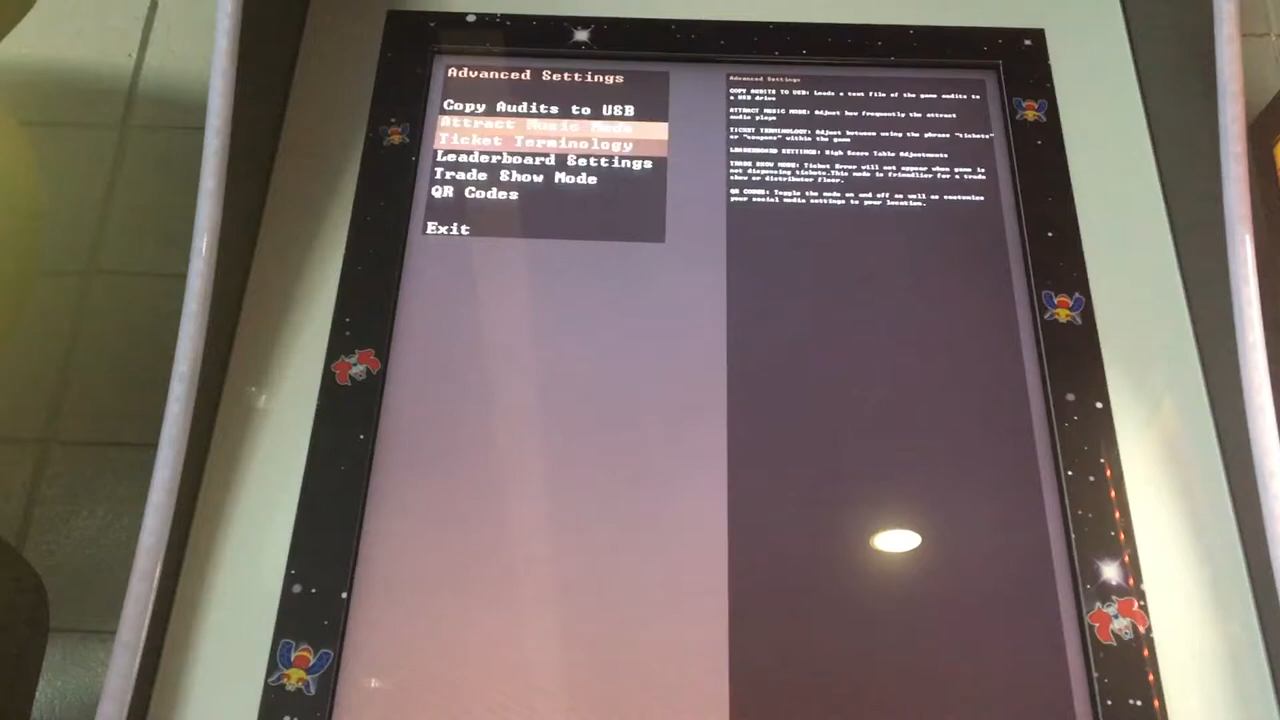 Advanced Settings
Copy Audits to USB
Attract Music Mode
Ticket Terminology
Leaderboard Settings
Trade Show Mode
QR Codes
Exit
Advanced Settings
COPY AUDITS TO USB: Loads a text file of the game audits to
a USB drive
ATTRACT MUSIC MODE: Adjust how frequently the attract
audio plays
TICKET TERMINOLOGY: Adjust between using the phrase "tickets"
or "coupons" within the game
LEADERBOARD SETTINGS: High Score Table Adjustments
TRADE SHOW MODE: Ticket Error will not appear when game is
not dispensing tickets.This mode is friendlier for a trade
show or distributor floor.
QR CODES: Toggle the mode on and off as well as customize
your social media settings to your location.